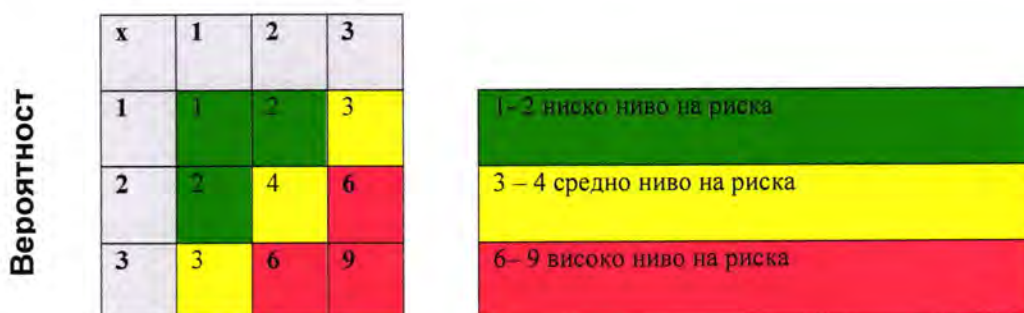 Вероятност
х 1 2 3
1 1 2 3
2 2 4 6
3 3 6 9
1– 2 ниско ниво на риска
3 – 4 средно ниво на риска
6– 9 високо ниво на риска